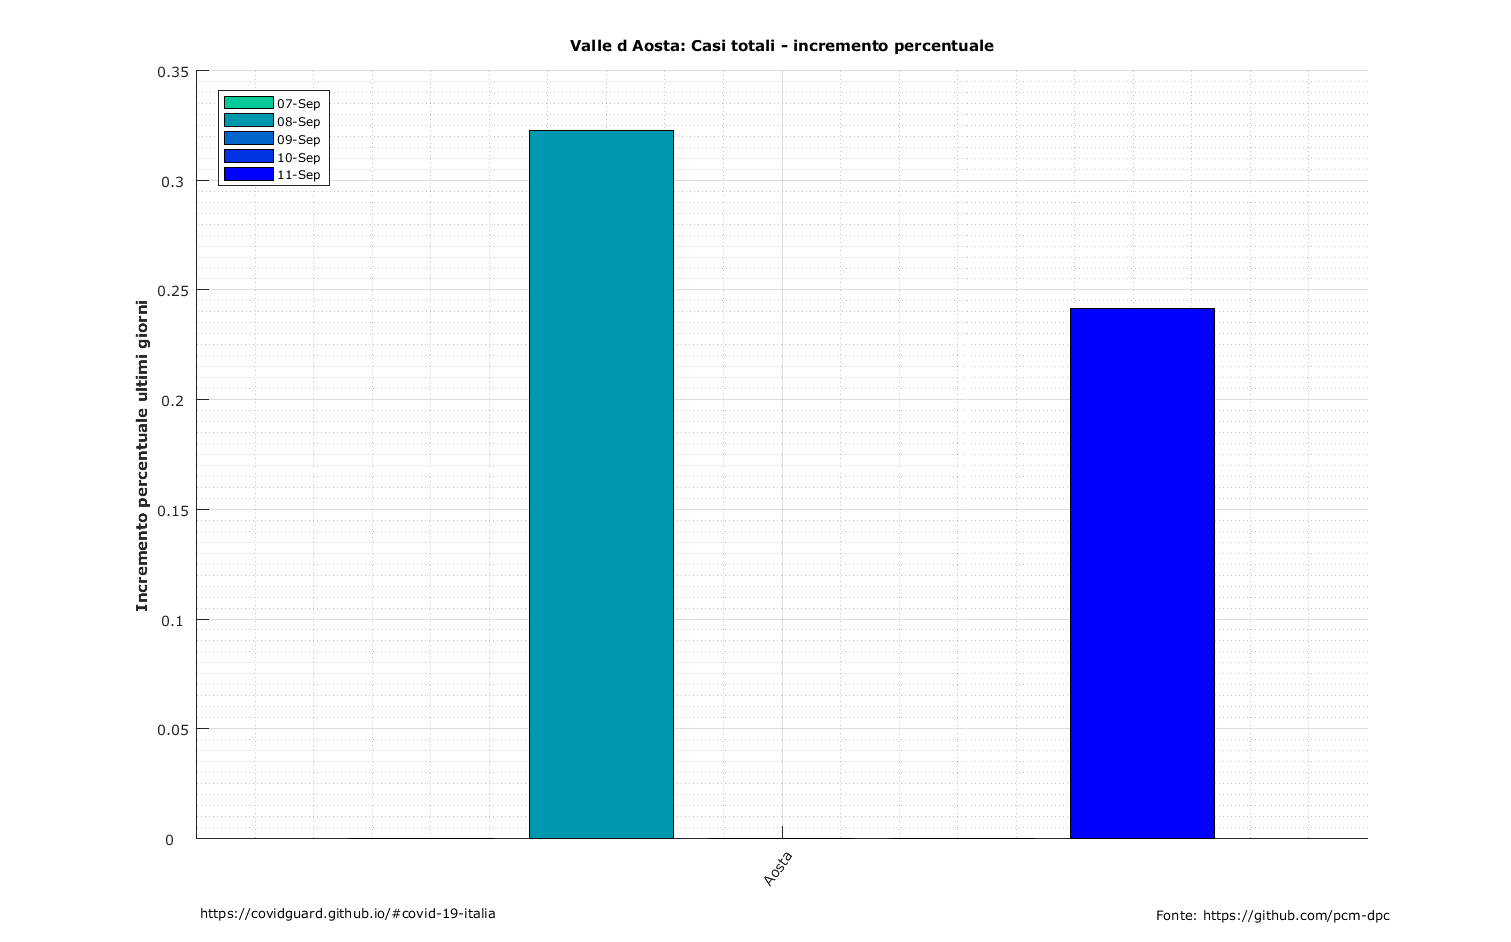 Valle d Aosta: Casi totali - incremento percentuale
0.35
0.3
0.25
0.2
0.15
0.1
0.05
0
Incremento percentuale ultimi giorni
07-Sep
08-Sep
09-Sep
10-Sep
11-Sep
Aosta
https://covidguard.github.io/#covid-19-italia
Fonte: https://github.com/pcm-dpc